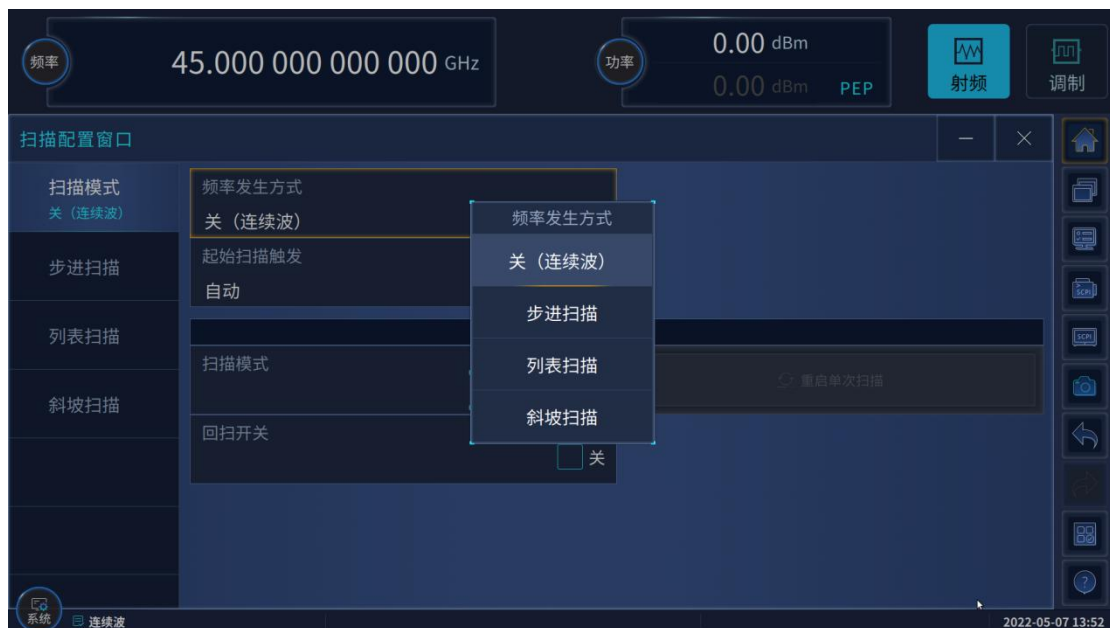 频率
45.000 000 000 000 GHz
功率
0.00 dBm
0.00 dBm PEP
射频
调制
扫描配置窗口
扫描模式
关（连续波）
步进扫描
列表扫描
斜坡扫描
频率发生方式
关（连续波）
起始扫描触发
自动
扫描模式
重启单次扫描
回扫开关
关
频率发生方式
关（连续波）
步进扫描
列表扫描
斜坡扫描
SCPI
SCPI
系统
连续波
2022-05-07 13:52